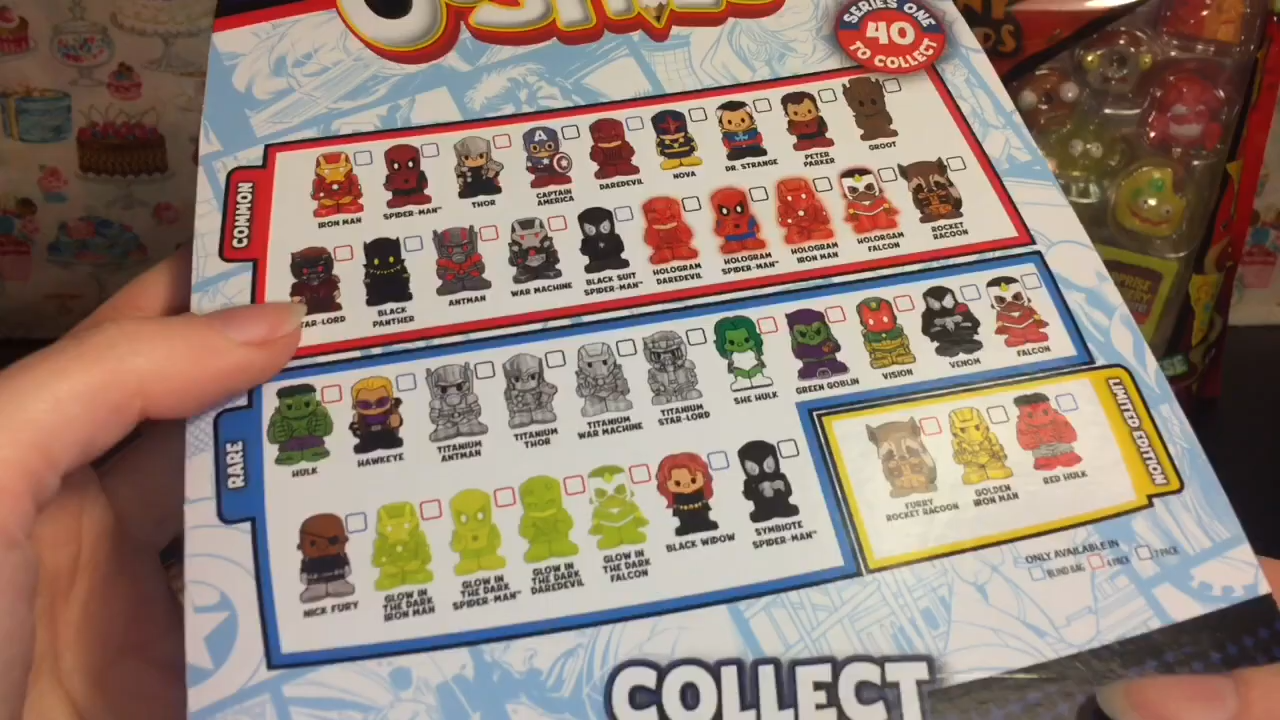 SERIES ONE
40
TO COLLECT
COMMON
IRON MAN
SPIDER-MAN™
THOR
CAPTAIN
AMERICA
DAREDEVIL
NOVA
DR. STRANGE
PETER
PARKER
GROOT
TAR-LORD
BLACK
PANTHER
ANTMAN
WAR MACHINE
BLACK SUIT
SPIDER-MAN™
HOLOGRAM
DAREDEVIL
HOLOGRAM
SPIDER-MAN™
HOLOGRAM
IRON MAN
HOLORGAM
FALCON
ROCKET
RACOON
RARE
HULK
HAWKEYE
TITANIUM
ANTMAN
TITANIUM
THOR
TITANIUM
WAR MACHINE
TITANIUM
STAR-LORD
SHE HULK
GREEN GOBLIN
VISION
VENOM
FALCON
NICK FURY
GLOW IN
THE DARK
IRON MAN
GLOW IN
THE DARK
SPIDER-MAN™
GLOW IN
THE DARK
DAREDEVIL
GLOW IN
THE DARK
FALCON
BLACK WIDOW
SYMBIOTE
SPIDER-MAN™
LIMITED EDITION
FURRY
ROCKET RACOON
GOLDEN
IRON MAN
RED HULK
ONLY AVAILABLE IN
BLIND BAG 4 PACK 7 PACK
COLLECT